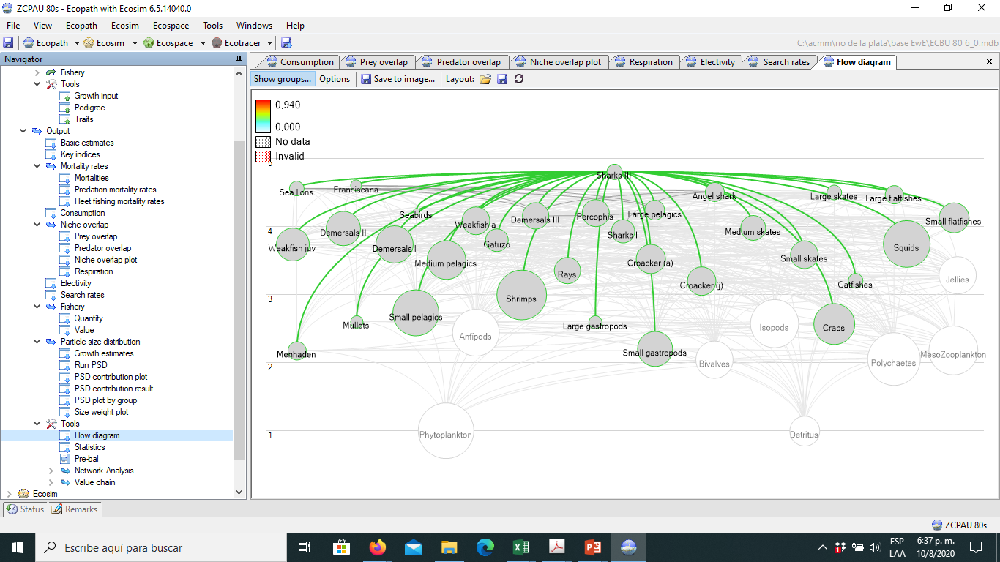 ZCPAU 80s - Ecopath with Ecosim 6.5.14040.0
File View Ecopath Ecosim Ecospace Tools Windows Help
Ecopath Ecosim Ecospace Ecotracer C:\acmm\rio de la plata\base EwE\ECBU 80 6_0.mdb
Navigator
Fishery
Tools
Growth input
Pedigree
Traits
Output
Basic estimates
Key indices
Mortality rates
Mortalities
Predation mortality rates
Fleet fishing mortality rates
Consumption
Niche overlap
Prey overlap
Predator overlap
Niche overlap plot
Respiration
Electivity
Search rates
Fishery
Quantity
Value
Particle size distribution
Growth estimates
Run PSD
PSD contribution plot
PSD contribution result
PSD plot by group
Size weight plot
Tools
Flow diagram
Statistics
Pre-bal
Network Analysis
Value chain
Ecosim
Consumption Prey overlap Predator overlap Niche overlap plot Respiration Electivity Search rates Flow diagram
Show groups... Options Save to image... Layout:
0,940
0,000
No data
Invalid
5
Sharks III
Sea lions Franciscana Angel shark Large skates Large flatfishes
Seabirds Weakfish a Demersals III Percophis Large pelagics Small flatfishes
4
Demersals II Gatuzo Sharks I Medium skates
Weakfish juv Demersals I Squids
Medium pelagics Croacker (a) Small skates
Rays Croacker (j) Catfishes Jellies
3
Shrimps
Small pelagics Mullets Large gastropods Isopods Crabs
Anfípods
Menhaden Small gastropods MesoZooplankton
2
Bivalves Polychaetes
1
Phytoplankton Detritus
Status Remarks
ZCPAU 80s
Escribe aquí para buscar
ESP 6:37 p. m.
LAA 10/8/2020